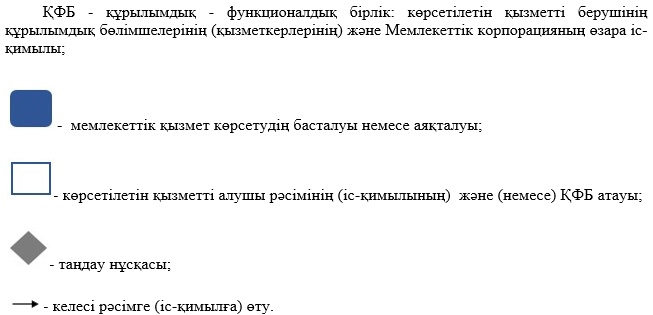 ҚФБ - құрылымдық - функционалдық бірлік: көрсетілетін қызметті берушінің
құрылымдық бөлімшелерінің (қызметкерлерінің) және Мемлекеттік корпорацияның өзара іс-
қимылы;
- мемлекеттік қызмет көрсетудің басталуы немесе аяқталуы;
- көрсетілетін қызметті алушы рәсімінің (іс-қимылының) және (немесе) ҚФБ атауы;
- таңдау нұсқасы;
- келесі рәсімге (іс-қимылға) өту.